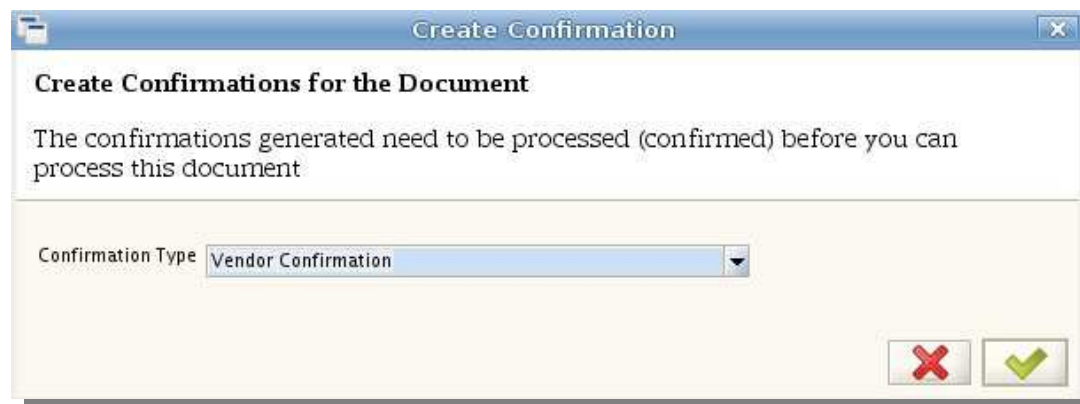 Create Confirmation
Create Confirmations for the Document
The confirmations generated need to be processed (confirmed) before you can
process this document
Confirmation Type Vendor Confirmation